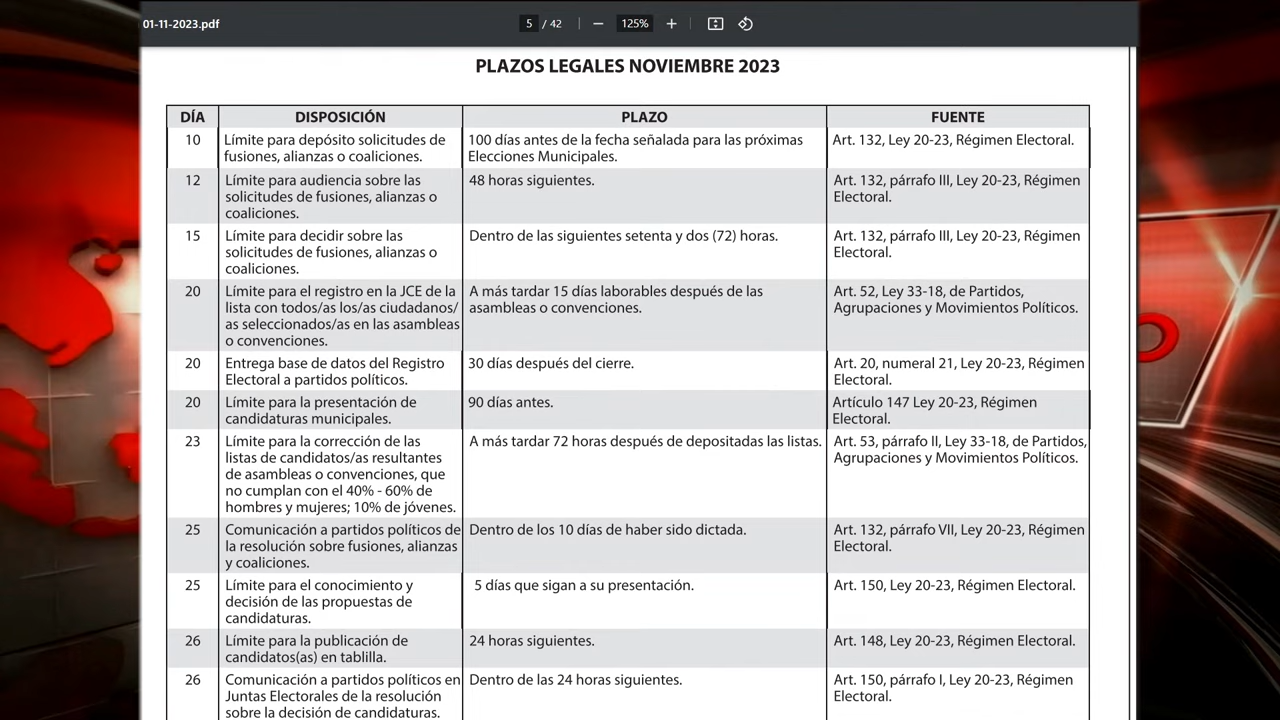 01-11-2023.pdf
5 / 42
125%
PLAZOS LEGALES NOVIEMBRE 2023
DÍA DISPOSICIÓN PLAZO FUENTE
10 Límite para depósito solicitudes de 100 días antes de la fecha señalada para las próximas Art. 132, Ley 20-23, Régimen Electoral.
fusiones, alianzas o coaliciones. Elecciones Municipales.
12 Límite para audiencia sobre las 48 horas siguientes. Art. 132, párrafo III, Ley 20-23, Régimen
solicitudes de fusiones, alianzas o Electoral.
coaliciones.
15 Límite para decidir sobre las Dentro de las siguientes setenta y dos (72) horas. Art. 132, párrafo III, Ley 20-23, Régimen
solicitudes de fusiones, alianzas o Electoral.
coaliciones.
20 Límite para el registro en la JCE de la A más tardar 15 días laborables después de las Art. 52, Ley 33-18, de Partidos,
lista con todos/as los/as ciudadanos/ asambleas o convenciones. Agrupaciones y Movimientos Políticos.
as seleccionados/as en las asambleas
o convenciones.
20 Entrega base de datos del Registro 30 días después del cierre. Art. 20, numeral 21, Ley 20-23, Régimen
Electoral a partidos políticos. Electoral.
20 Límite para la presentación de 90 días antes. Artículo 147 Ley 20-23, Régimen
candidaturas municipales. Electoral.
23 Límite para la corrección de las A más tardar 72 horas después de depositadas las listas. Art. 53, párrafo II, Ley 33-18, de Partidos,
listas de candidatos/as resultantes Agrupaciones y Movimientos Políticos.
de asambleas o convenciones, que
no cumplan con el 40% - 60% de
hombres y mujeres; 10% de jóvenes.
25 Comunicación a partidos políticos de Dentro de los 10 días de haber sido dictada. Art. 132, párrafo VII, Ley 20-23, Régimen
la resolución sobre fusiones, alianzas Electoral.
y coaliciones.
25 Límite para el conocimiento y 5 días que sigan a su presentación. Art. 150, Ley 20-23, Régimen Electoral.
decisión de las propuestas de
candidaturas.
26 Límite para la publicación de 24 horas siguientes. Art. 148, Ley 20-23, Régimen Electoral.
candidatos(as) en tablilla.
26 Comunicación a partidos políticos en Dentro de las 24 horas siguientes. Art. 150, párrafo I, Ley 20-23, Régimen
Juntas Electorales de la resolución Electoral.
sobre la decisión de candidaturas.